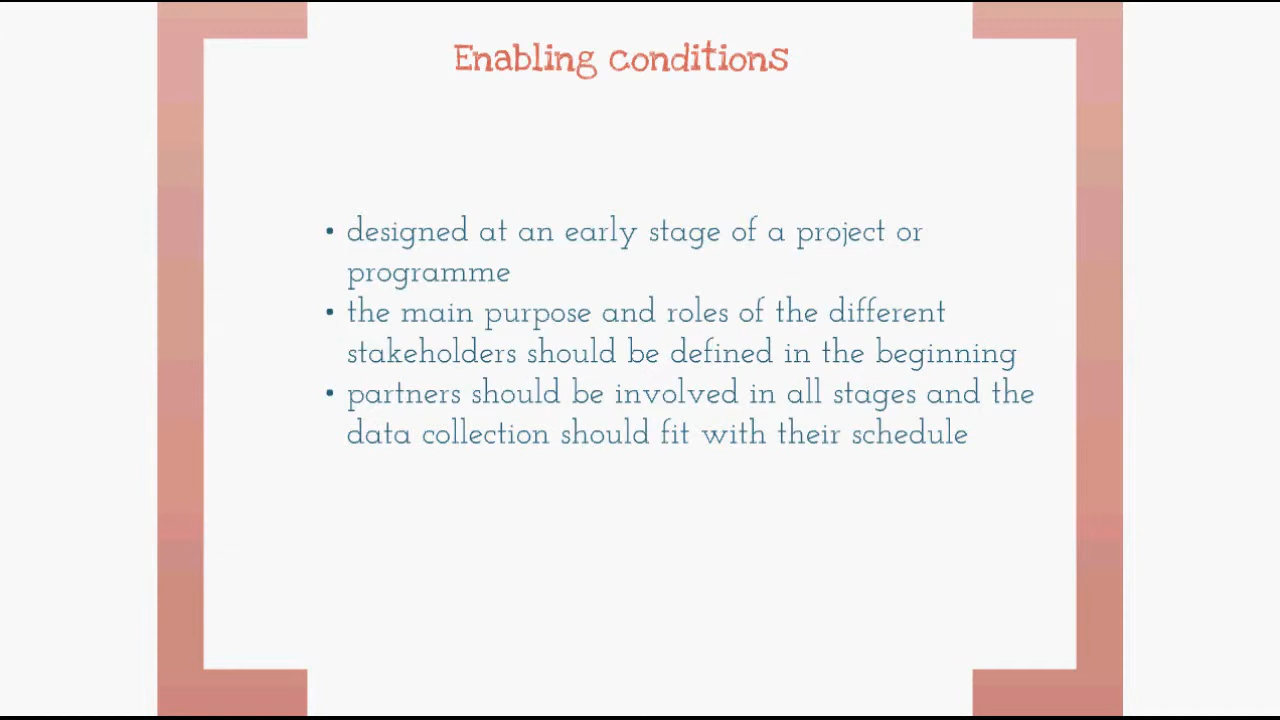 Enabling conditions
• designed at an early stage of a project or
programme
• the main purpose and roles of the different
stakeholders should be defined in the beginning
• partners should be involved in all stages and the
data collection should fit with their schedule